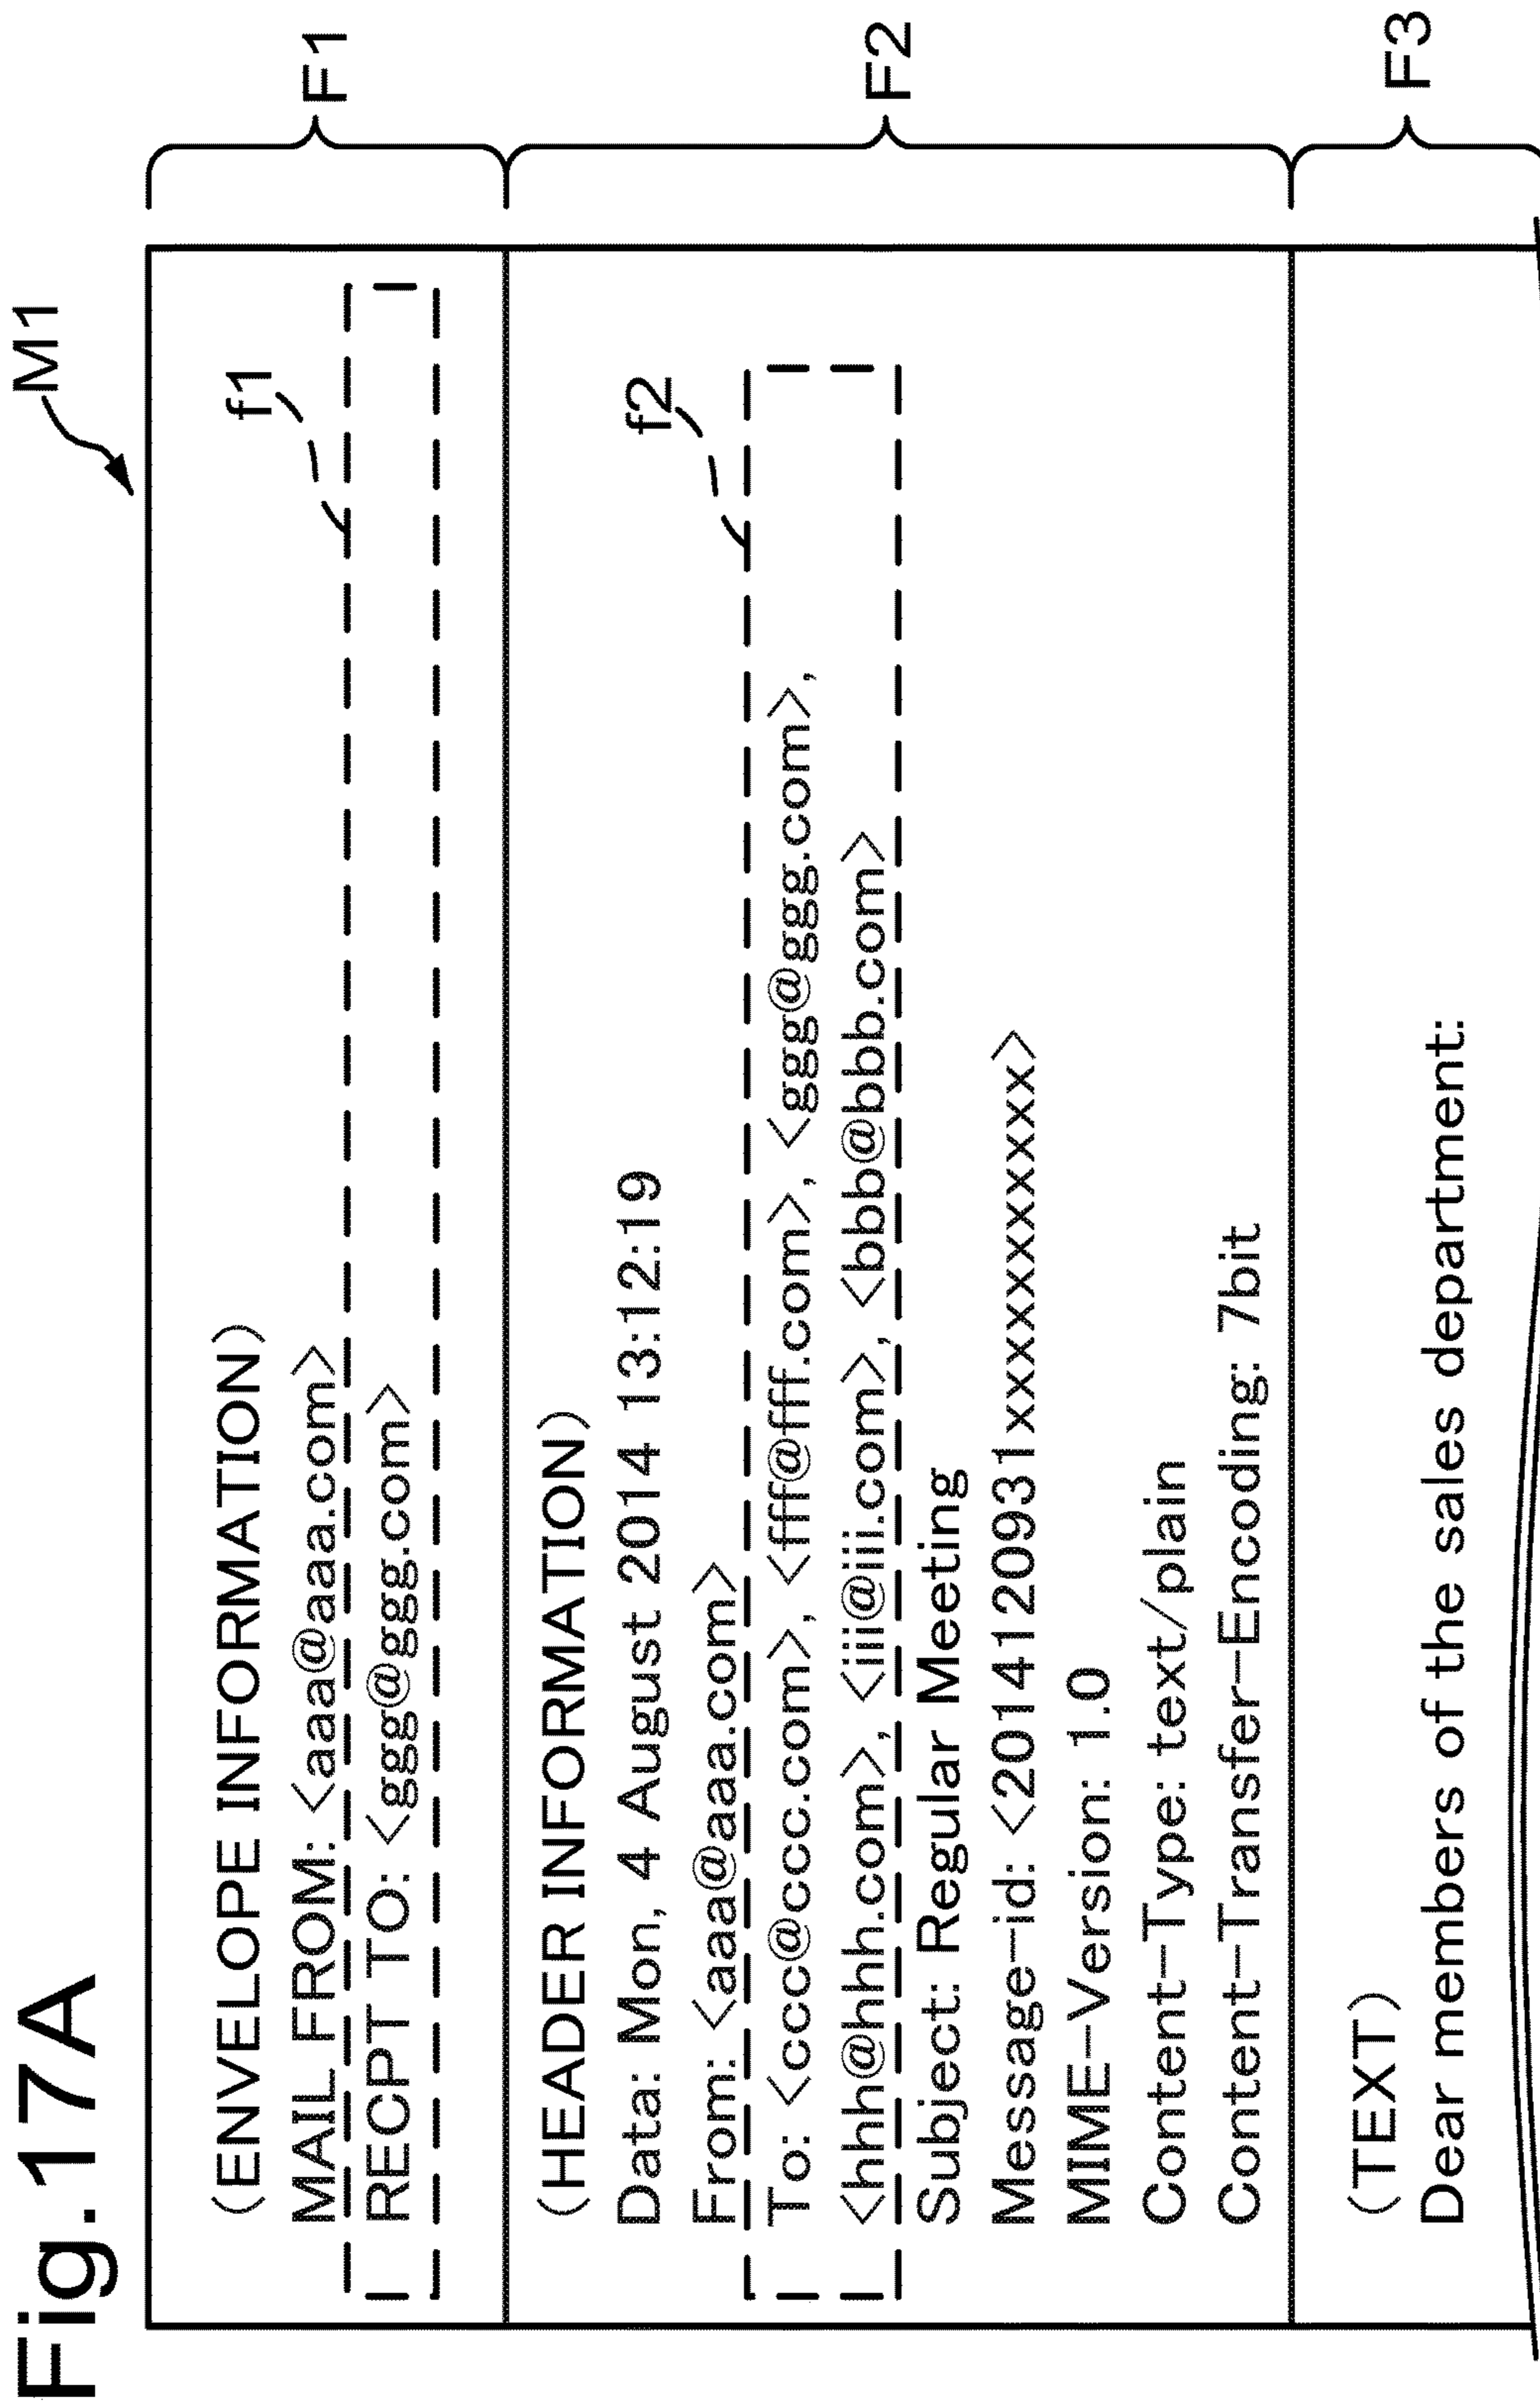 Fig.17A
M1
(ENVELOPE INFORMATION)
f1
MAIL FROM: <aaa@aaa.com>
RECPT TO: <ggg@ggg.com>
F1
(HEADER INFORMATION)
Data: Mon, 4 August 2014 13:12:19
f2
From: <aaa@aaa.com>
To: <ccc@ccc.com>, <fff@fff.com>, <ggg@ggg.com>,
<hhh@hhh.com>, <iii@iii.com>, <bbb@bbb.com>
Subject: Regular Meeting
Message-id: <2014120931xxxxxxxxxx>
MIME-Version: 1.0
Content-Type: text/plain
Content-Transfer-Encoding: 7bit
F2
(TEXT)
Dear members of the sales department:
F3